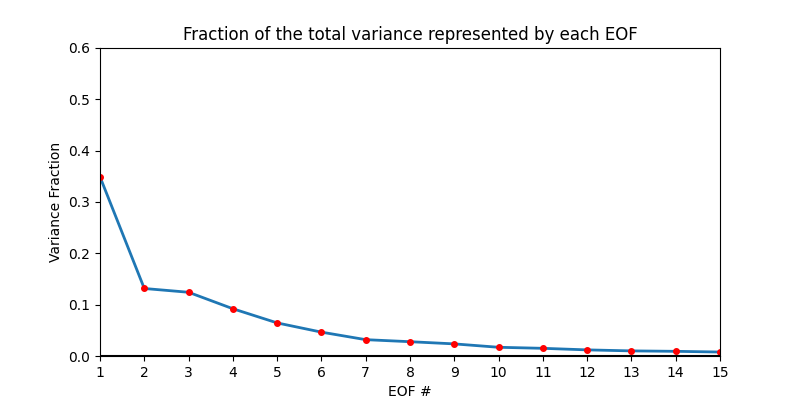 Fraction of the total variance represented by each EOF
0.6
0.5
0.4
0.3
0.2
0.1
0.0
Variance Fraction
1 2 3 4 5 6 7 8 9 10 11 12 13 14 15
EOF #